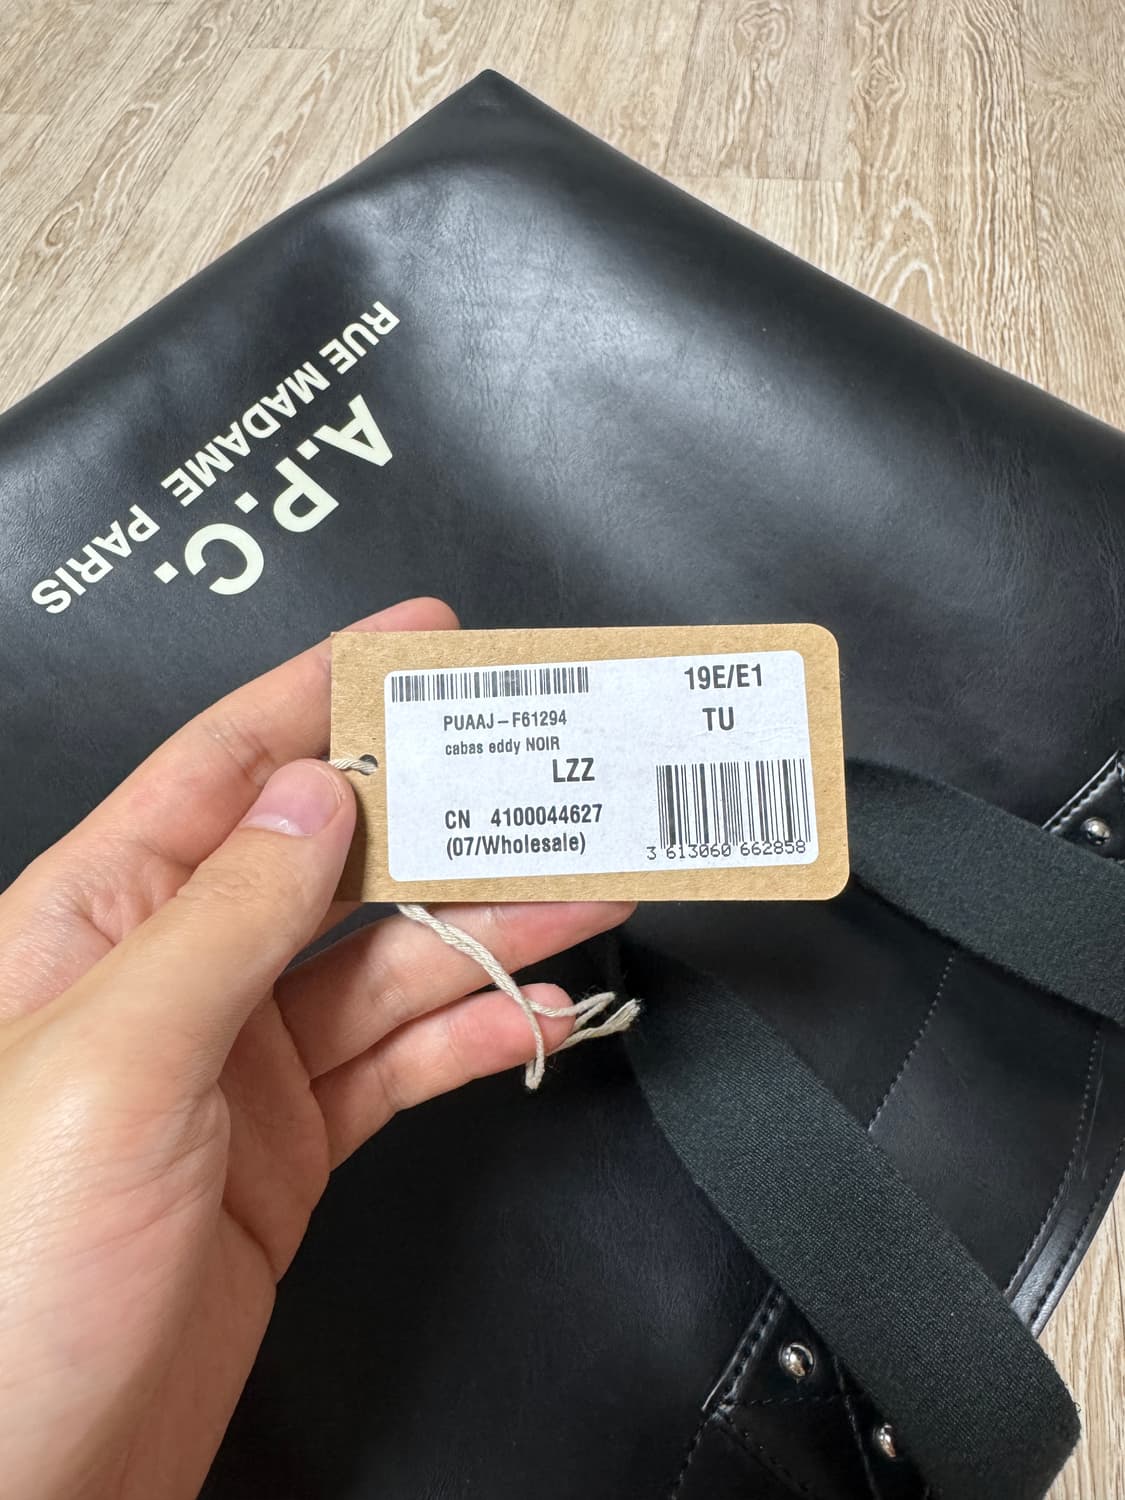 RUE MADAME PARIS
A.P.C.
PUAAJ-F61294
cabas eddy NOIR
LZZ
CN 4100044627
(07/Wholesale)
19E/E1
TU
3 613060 662858